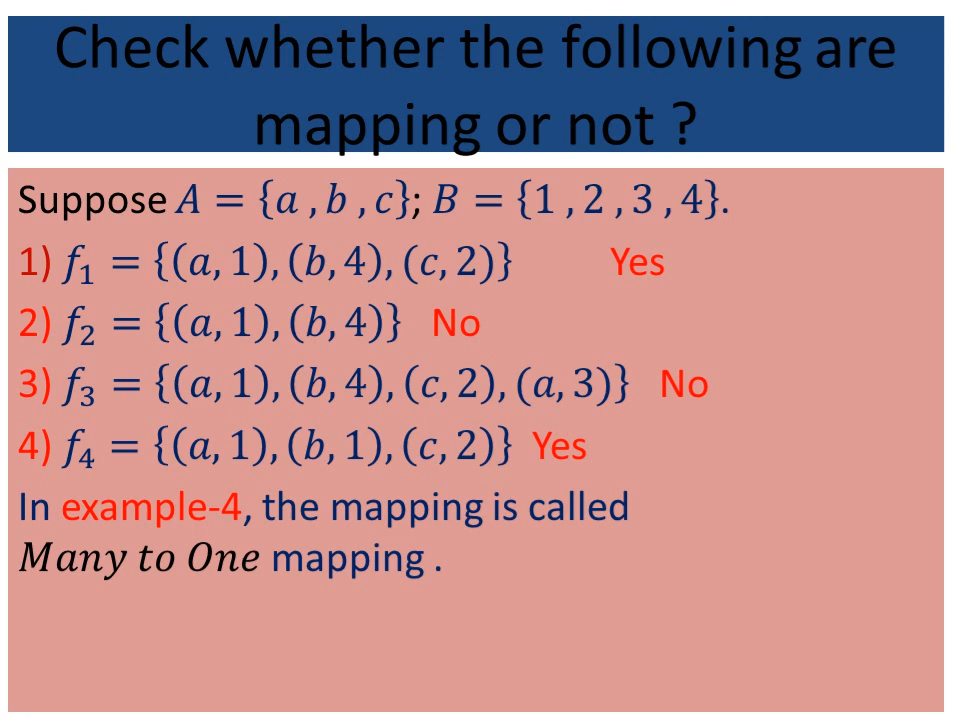 Check whether the following are
mapping or not ?
Suppose 𝐴 = {𝑎 , 𝑏 , 𝑐}; 𝐵 = {1 , 2 , 3 , 4}.
1) 𝑓₁ = {(𝑎, 1), (𝑏, 4), (𝑐, 2)} Yes
2) 𝑓₂ = {(𝑎, 1), (𝑏, 4)} No
3) 𝑓₃ = {(𝑎, 1), (𝑏, 4), (𝑐, 2), (𝑎, 3)} No
4) 𝑓₄ = {(𝑎, 1), (𝑏, 1), (𝑐, 2)} Yes
In example-4, the mapping is called
𝑀𝑎𝑛𝑦 𝑡𝑜 𝑂𝑛𝑒 mapping .